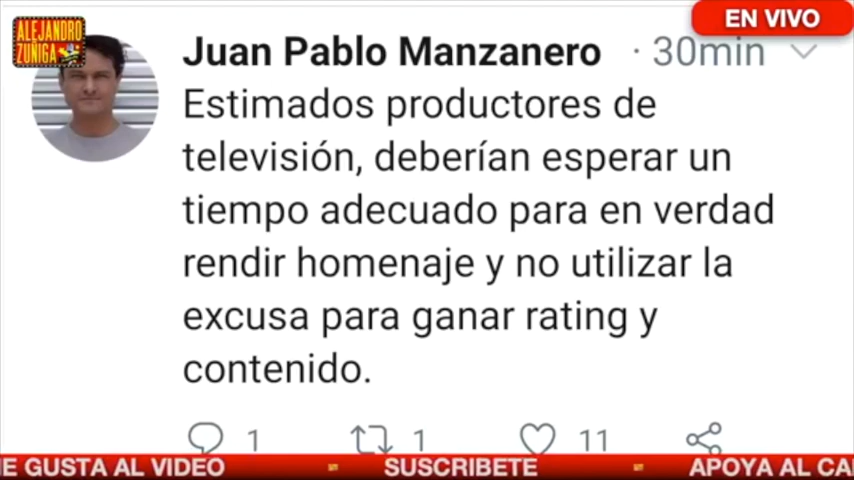 ALEJANDRO
ZUÑIGA
EN VIVO
Juan Pablo Manzanero · 30min
Estimados productores de
televisión, deberían esperar un
tiempo adecuado para en verdad
rendir homenaje y no utilizar la
excusa para ganar rating y
contenido.
1 1 11
E GUSTA AL VIDEO SUSCRIBETE APOYA AL CA